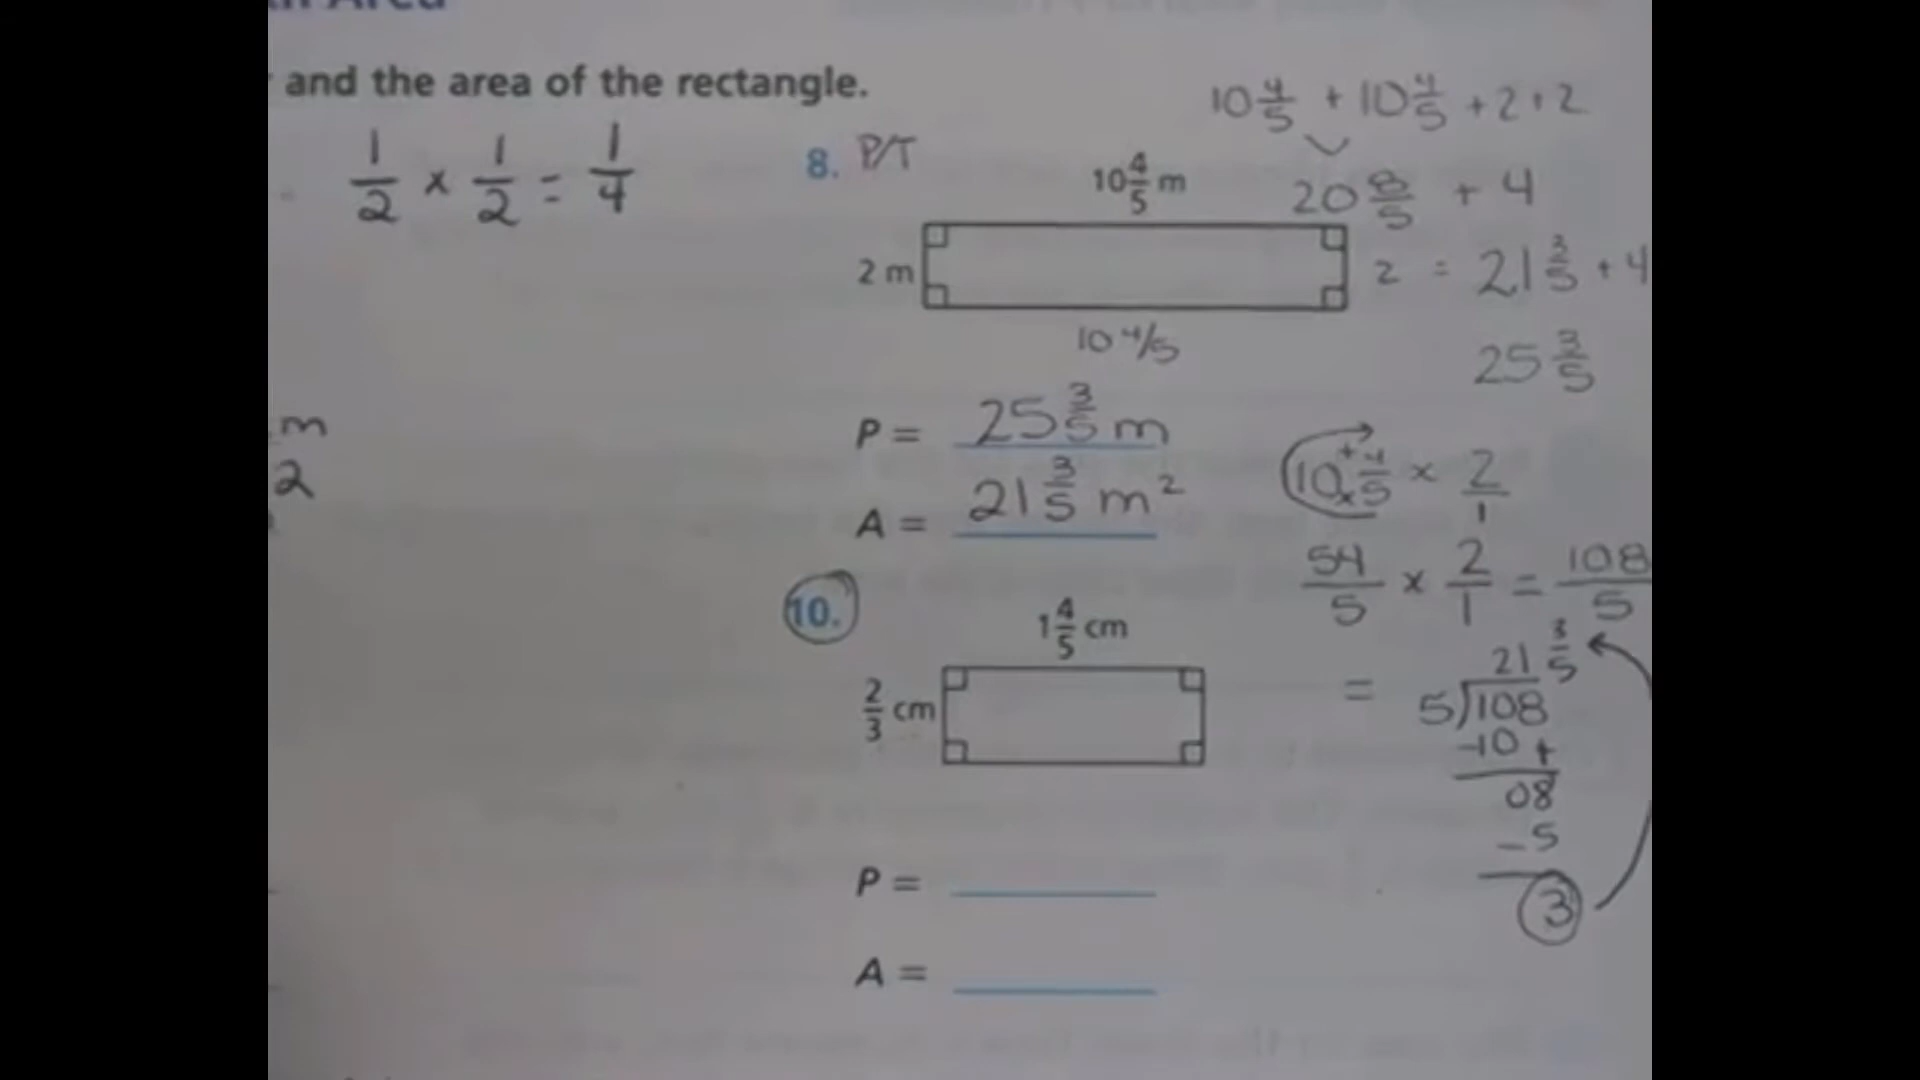 and the area of the rectangle.
1/2 × 1/2 = 1/4
m
2
8. P/T
10 4/5 + 10 4/5 + 2 + 2
10 4/5 m
20 8/5 + 4
2 m
2 = 21 3/5 + 4
10 4/5
25 3/5
P = 25 3/5 m
A = 21 3/5 m²
10 4/5 × 2/1
+
×
54/5 × 2/1 = 108/5
10.
1 4/5 cm
2/3 cm
= 21 3/5
5)108
-10
08
- 5
3
P =
A =